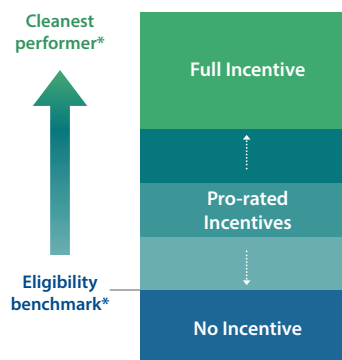 Cleanest
performer*
Full Incentive
Pro-rated
Incentives
Eligibility
benchmark*
No Incentive